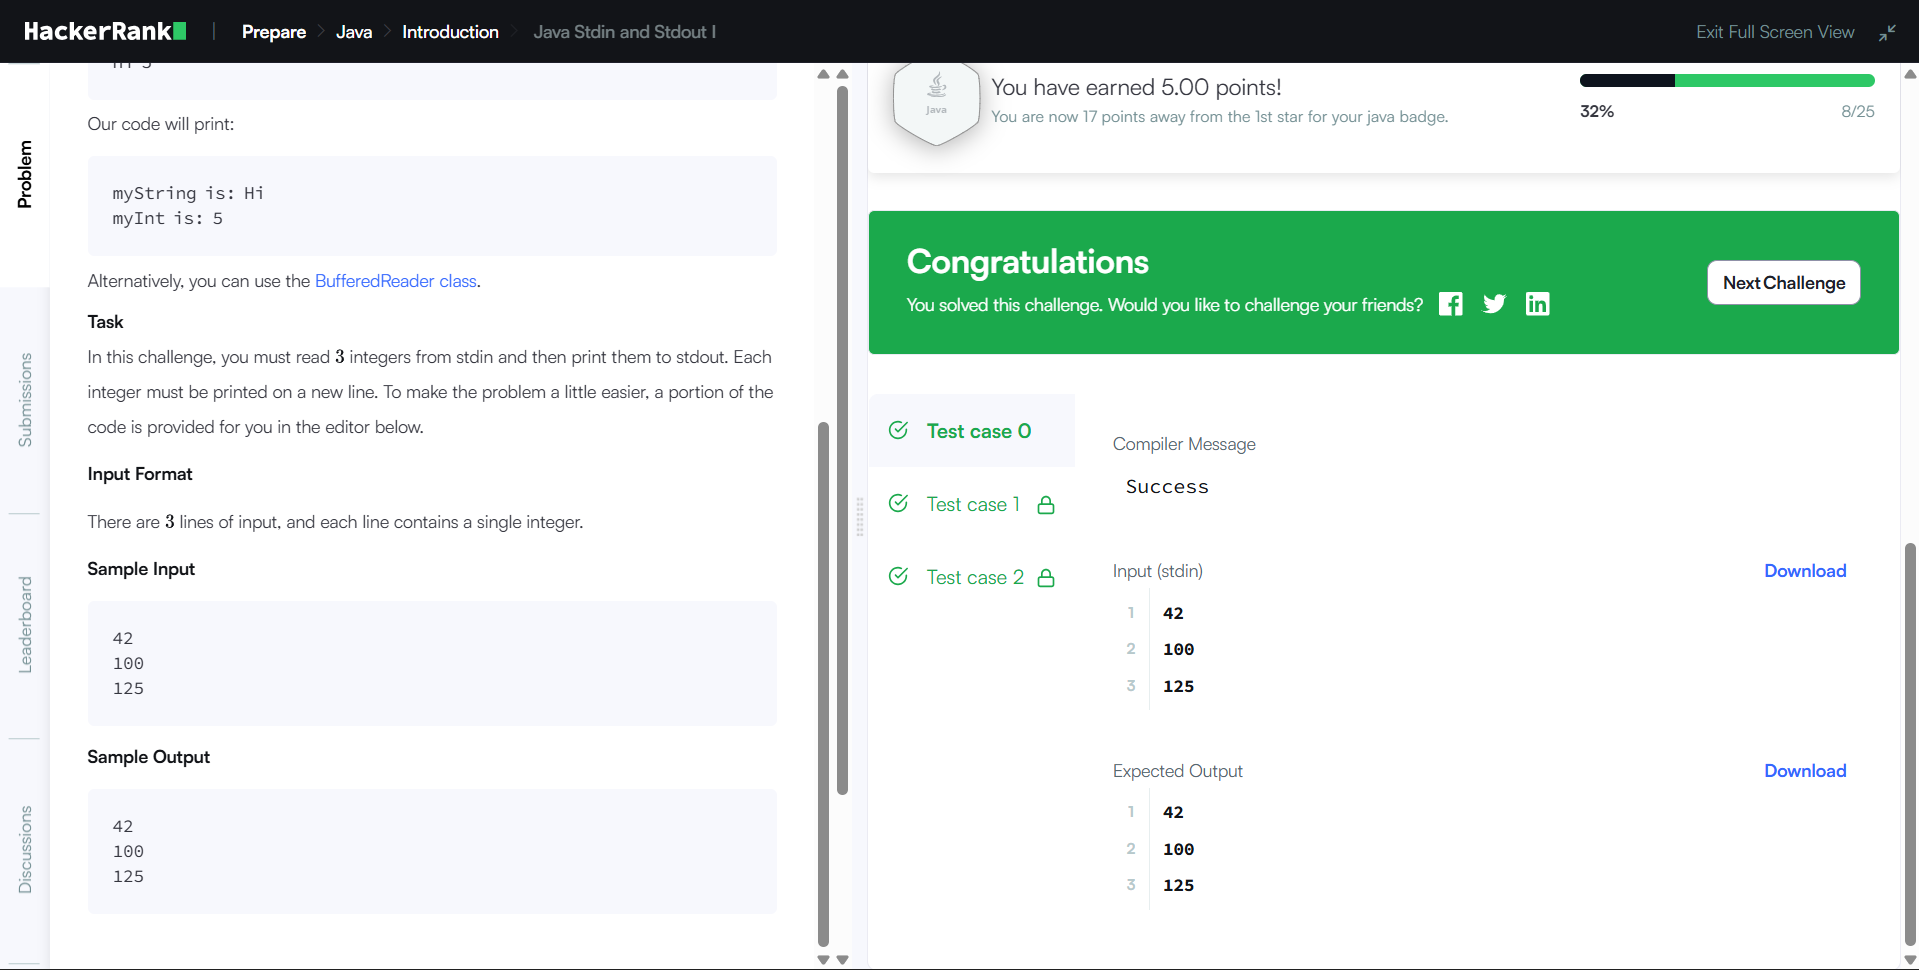 HackerRank
Prepare
Java
Introduction
Java Stdin and Stdout I
Exit Full Screen View
Problem
Submissions
Leaderboard
Discussions
Our code will print:
myString is: Hi
myInt is: 5
Alternatively, you can use the BufferedReader class.
Task
In this challenge, you must read 3 integers from stdin and then print them to stdout. Each
integer must be printed on a new line. To make the problem a little easier, a portion of the
code is provided for you in the editor below.
Input Format
There are 3 lines of input, and each line contains a single integer.
Sample Input
42
100
125
Sample Output
42
100
125
Java
You have earned 5.00 points!
You are now 17 points away from the 1st star for your java badge.
32%
8/25
Congratulations
You solved this challenge. Would you like to challenge your friends?
Next Challenge
Test case 0
Test case 1
Test case 2
Compiler Message
Success
Input (stdin)
Download
1 42
2 100
3 125
Expected Output
Download
1 42
2 100
3 125